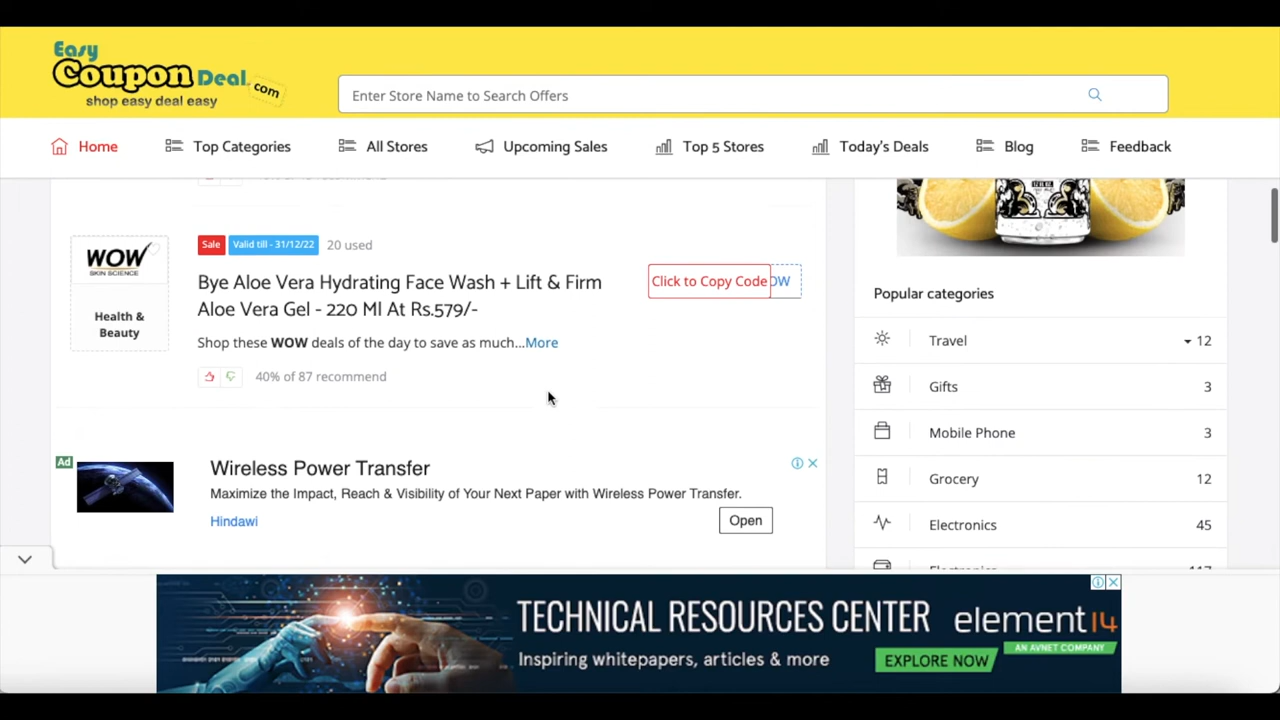 Easy
Coupon Deal .com
shop easy deal easy
Enter Store Name to Search Offers
Home
Top Categories
All Stores
Upcoming Sales
Top 5 Stores
Today's Deals
Blog
Feedback
WOW
SKIN SCIENCE
Health &
Beauty
Sale
Valid till - 31/12/22
20 used
Bye Aloe Vera Hydrating Face Wash + Lift & Firm
Aloe Vera Gel - 220 Ml At Rs.579/-
Shop these WOW deals of the day to save as much...More
40% of 87 recommend
Click to Copy Code
OW
Ad
Wireless Power Transfer
Maximize the Impact, Reach & Visibility of Your Next Paper with Wireless Power Transfer.
Hindawi
Open
Popular categories
Travel
12
Gifts
3
Mobile Phone
3
Grocery
12
Electronics
45
TECHNICAL RESOURCES CENTER
Inspiring whitepapers, articles & more
element14
AN AVNET COMPANY
EXPLORE NOW